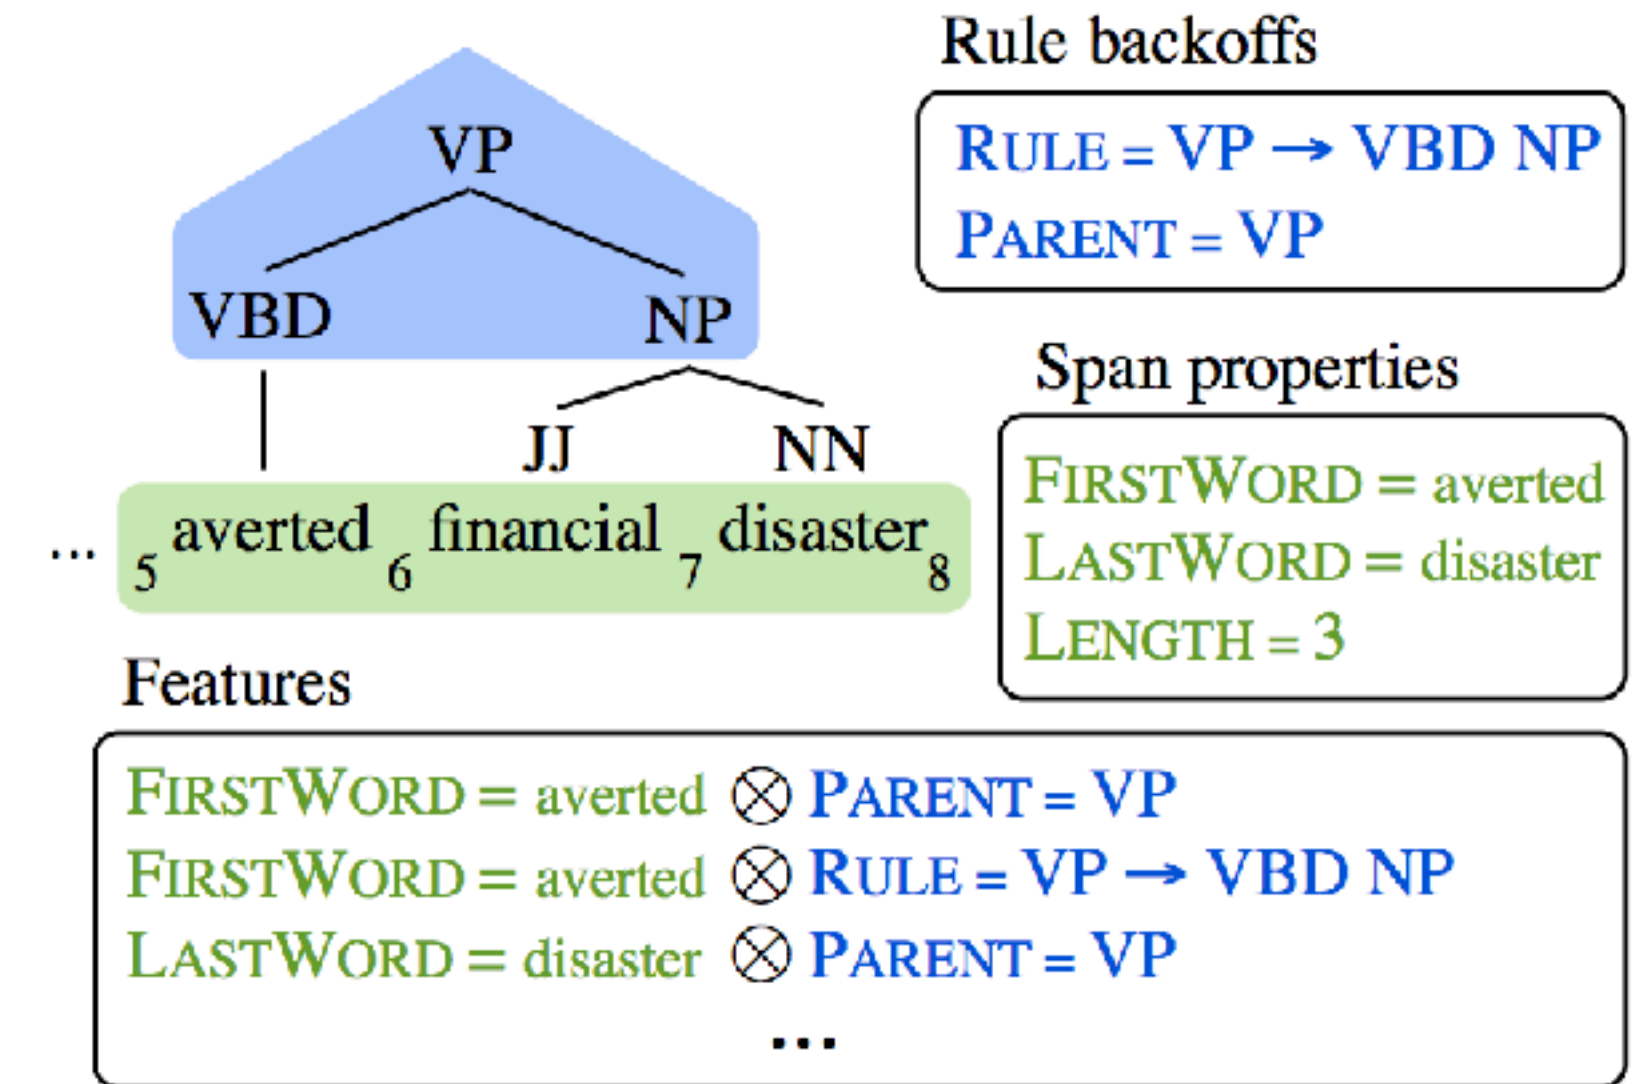 VP
VBD NP
JJ NN
... 5 averted 6 financial 7 disaster 8
Rule backoffs
RULE = VP → VBD NP
PARENT = VP
Span properties
FIRSTWORD = averted
LASTWORD = disaster
LENGTH = 3
Features
FIRSTWORD = averted ⊗ PARENT = VP
FIRSTWORD = averted ⊗ RULE = VP → VBD NP
LASTWORD = disaster ⊗ PARENT = VP
...